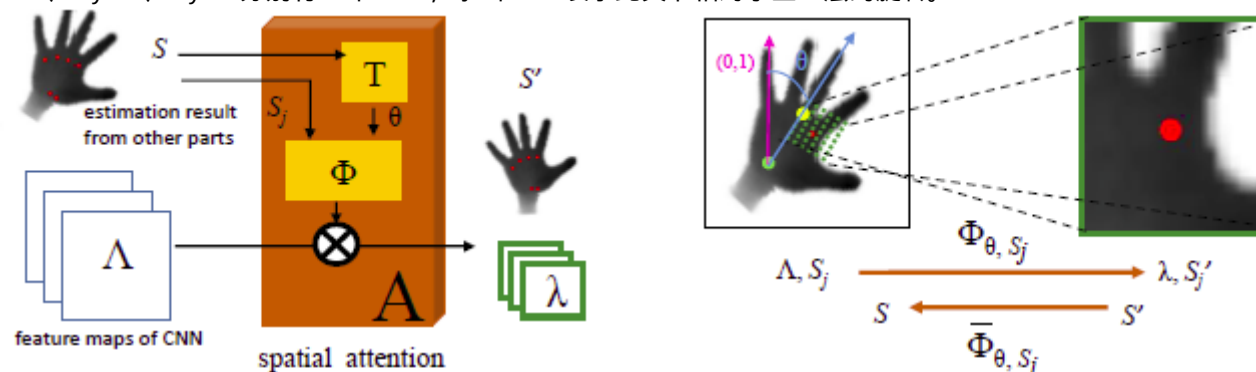 S
T
S_j
θ
estimation result
from other parts
S'
Φ
Λ
A
λ
feature maps of CNN
spatial attention
(0,1)
θ
Φ_θ, S_j
Λ, S_j
λ, S_j'
S
S'
Φ̅_θ, S_j